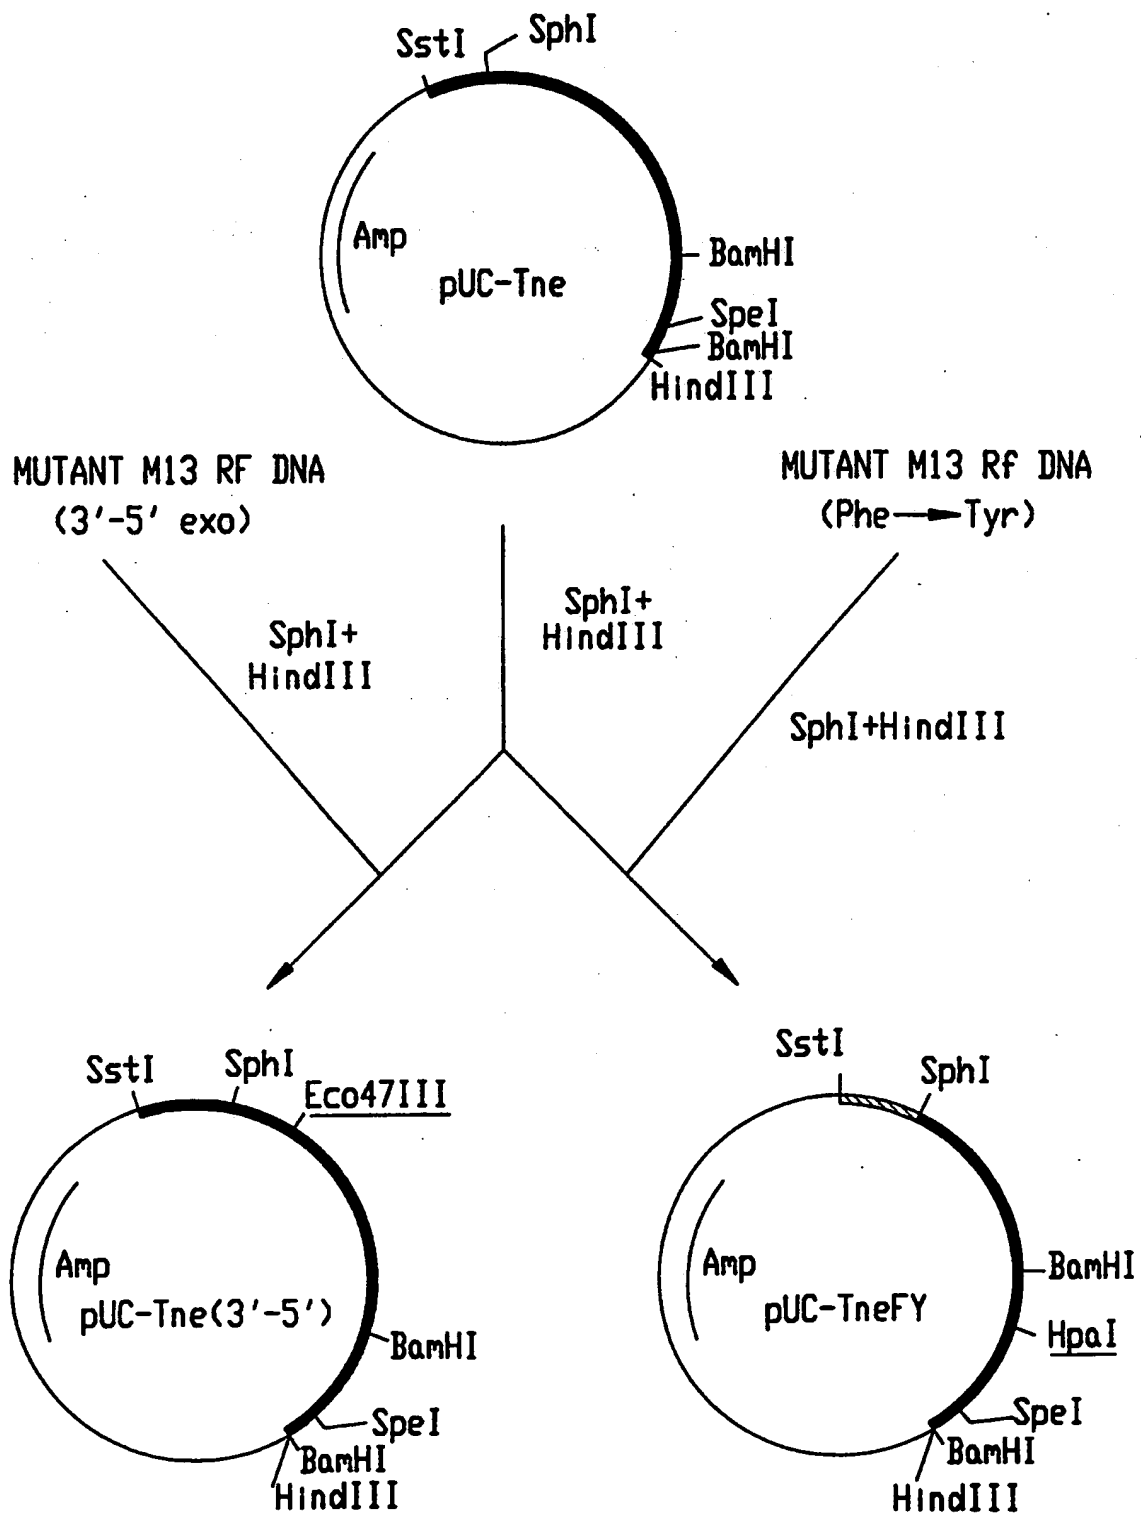 SstI
SphI
Amp
pUC-Tne
BamHI
SpeI
BamHI
HindIII
MUTANT M13 RF DNA
(3'-5' exo)
MUTANT M13 Rf DNA
(Phe→Tyr)
SphI+
HindIII
SphI+
HindIII
SphI+HindIII
SstI
SphI
Eco47III
Amp
pUC-Tne(3'-5')
BamHI
SpeI
BamHI
HindIII
SstI
SphI
Amp
pUC-TneFY
BamHI
HpaI
SpeI
BamHI
HindIII